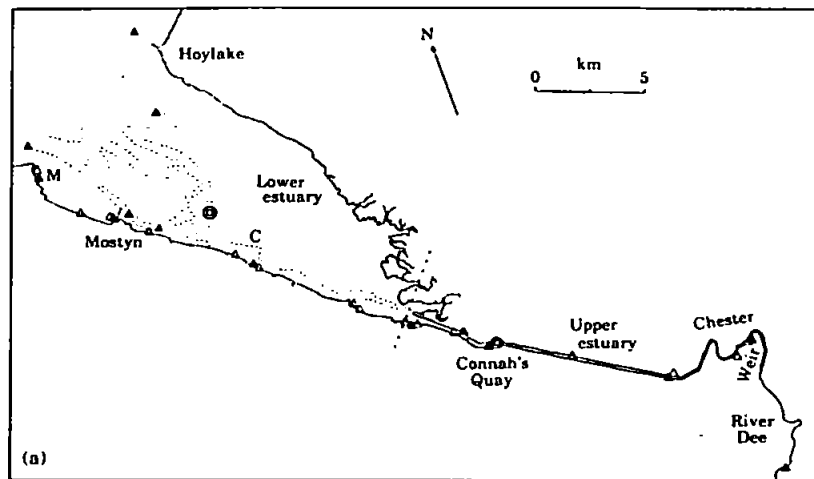 Hoylake
N
km
0 5
M
Lower
estuary
C
Mostyn
Chester
Upper
estuary
Weir
Connah's
Quay
River
Dee
(a)